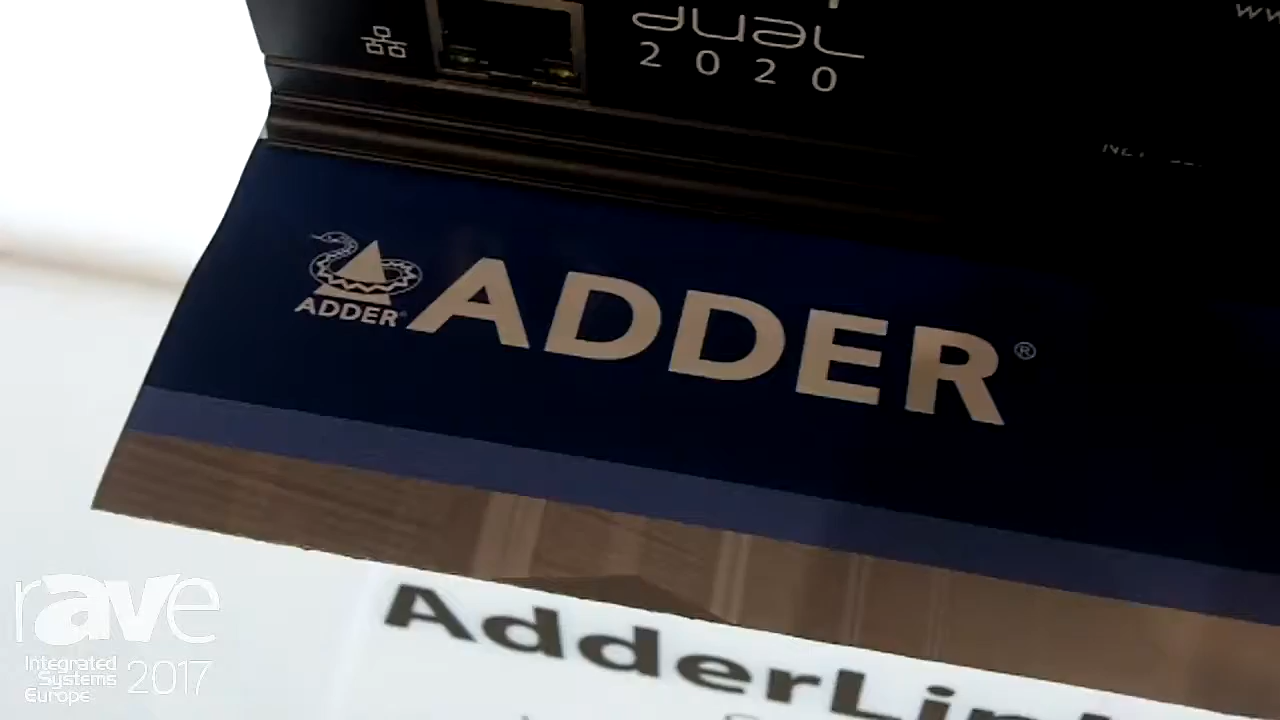 dual
2020
ADDER®
ADDER®
AdderLin
rave
Integrated
Systems
Europe
2017